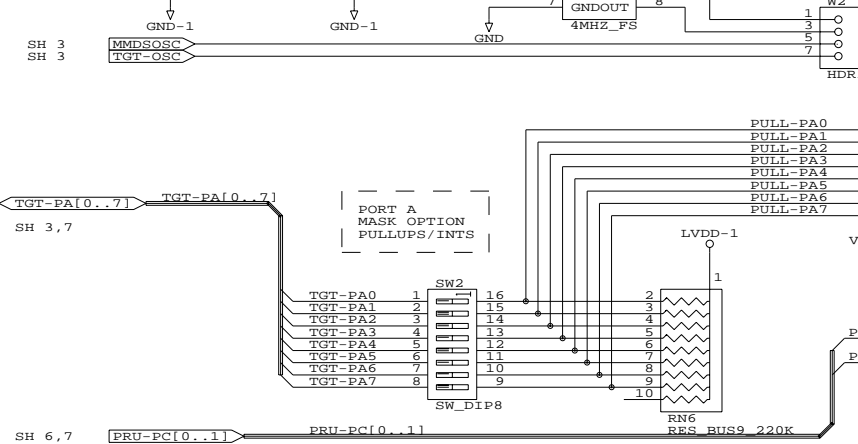 7 GNDOUT 8 W2
4MHZ_FS
GND-1 GND-1 GND
1
3
5
7
HDR
SH 3 MMDSOSC
SH 3 TGT-OSC
PULL-PA0
PULL-PA1
PULL-PA2
PULL-PA3
PULL-PA4
PULL-PA5
PULL-PA6
PULL-PA7
TGT-PA[0..7] TGT-PA[0..7]
SH 3,7
PORT A
MASK OPTION
PULLUPS/INTS
LVDD-1
V
1
SW2
1
TGT-PA0 1 16 2
TGT-PA1 2 15 3
TGT-PA2 3 14 4
TGT-PA3 4 13 5
TGT-PA4 5 12 6
TGT-PA5 6 11 7
TGT-PA6 7 10 8
TGT-PA7 8 9 9
10
P
P
SW_DIP8
RN6
RES_BUS9_220K
SH 6,7 PRU-PC[0..1] PRU-PC[0..1]